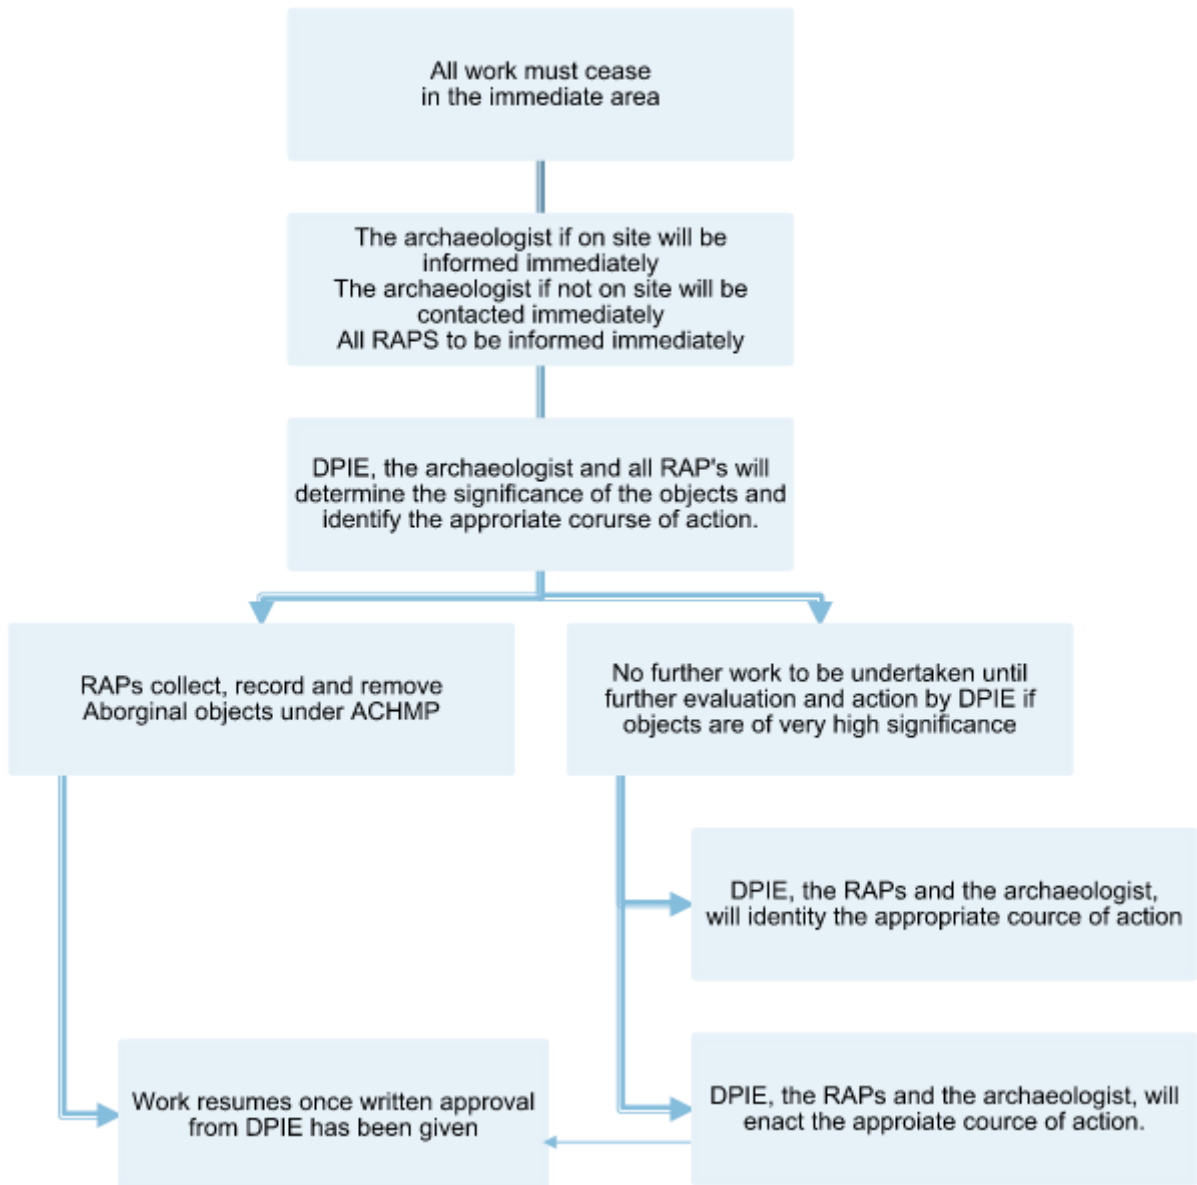 All work must cease
in the immediate area
The archaeologist if on site will be
informed immediately
The archaeologist if not on site will be
contacted immediately
All RAPS to be informed immediately
DPIE, the archaeologist and all RAP's will
determine the significance of the objects and
identify the approriate corurse of action.
RAPs collect, record and remove
Aborginal objects under ACHMP
No further work to be undertaken until
further evaluation and action by DPIE if
objects are of very high significance
DPIE, the RAPs and the archaeologist,
will identity the appropriate cource of action
Work resumes once written approval
from DPIE has been given
DPIE, the RAPs and the archaeologist, will
enact the approiate cource of action.